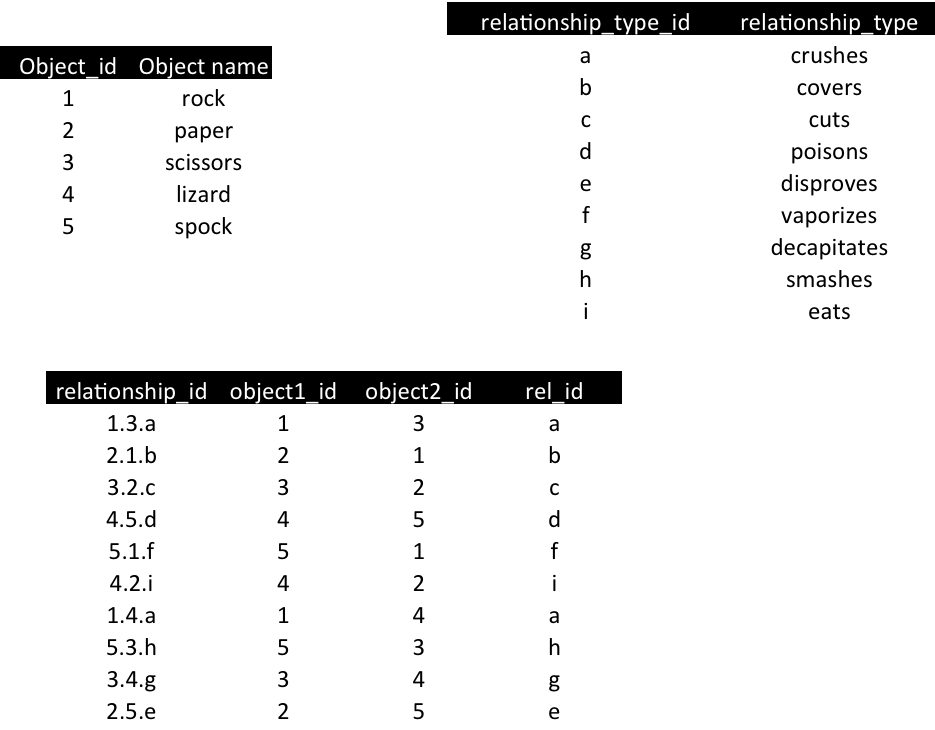 Object_id Object name
1 rock
2 paper
3 scissors
4 lizard
5 spock
relationship_type_id relationship_type
a crushes
b covers
c cuts
d poisons
e disproves
f vaporizes
g decapitates
h smashes
i eats
relationship_id object1_id object2_id rel_id
1.3.a 1 3 a
2.1.b 2 1 b
3.2.c 3 2 c
4.5.d 4 5 d
5.1.f 5 1 f
4.2.i 4 2 i
1.4.a 1 4 a
5.3.h 5 3 h
3.4.g 3 4 g
2.5.e 2 5 e